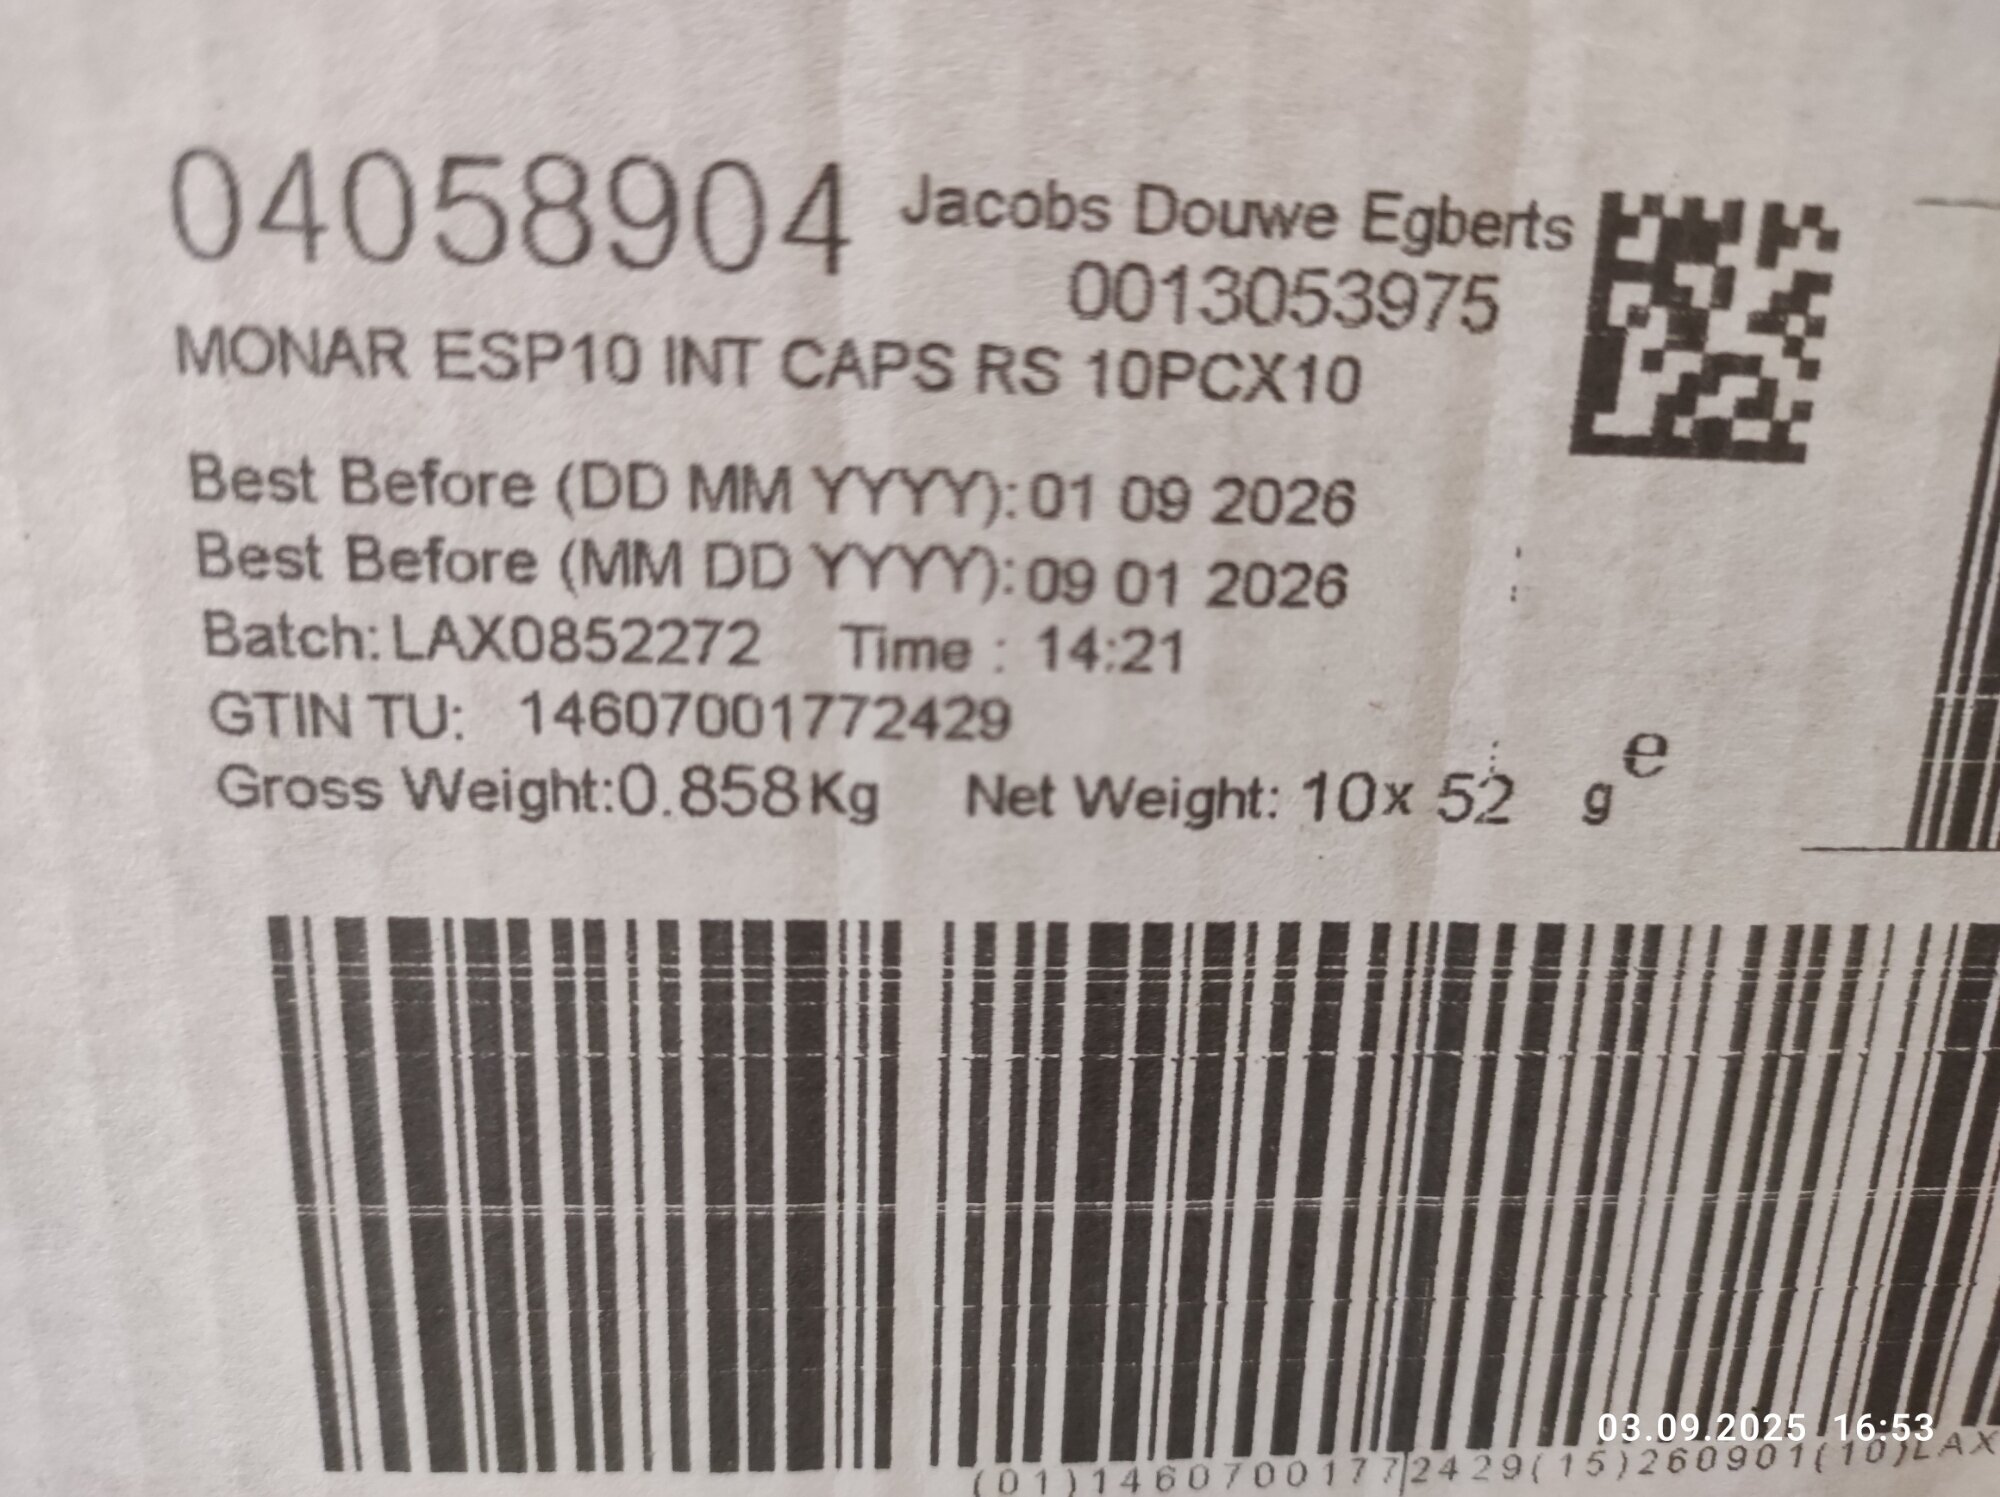 04058904 Jacobs Douwe Egberts
0013053975
MONAR ESP10 INT CAPS RS 10PCX10
Best Before (DD MM YYYY): 01 09 2026
Best Before (MM DD YYYY): 09 01 2026
Batch: LAX0852272 Time : 14:21
GTIN TU: 14607001772429
Gross Weight:0.858Kg Net Weight: 10x 52 g e
03.09.2025 16:53
(01)14607001772429(15)260901(10)LAX